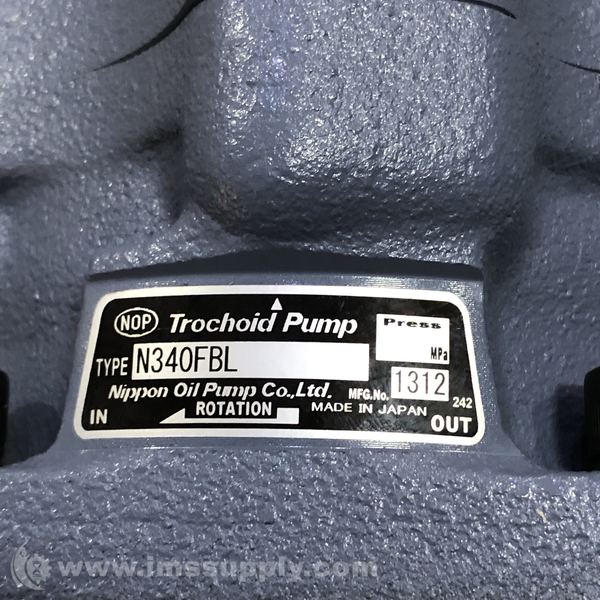 NOP Trochoid Pump Press
MPa
TYPE N340FBL
Nippon Oil Pump Co.,Ltd. MFG.No. 1312 242
IN ROTATION MADE IN JAPAN OUT
www.imssupply.com